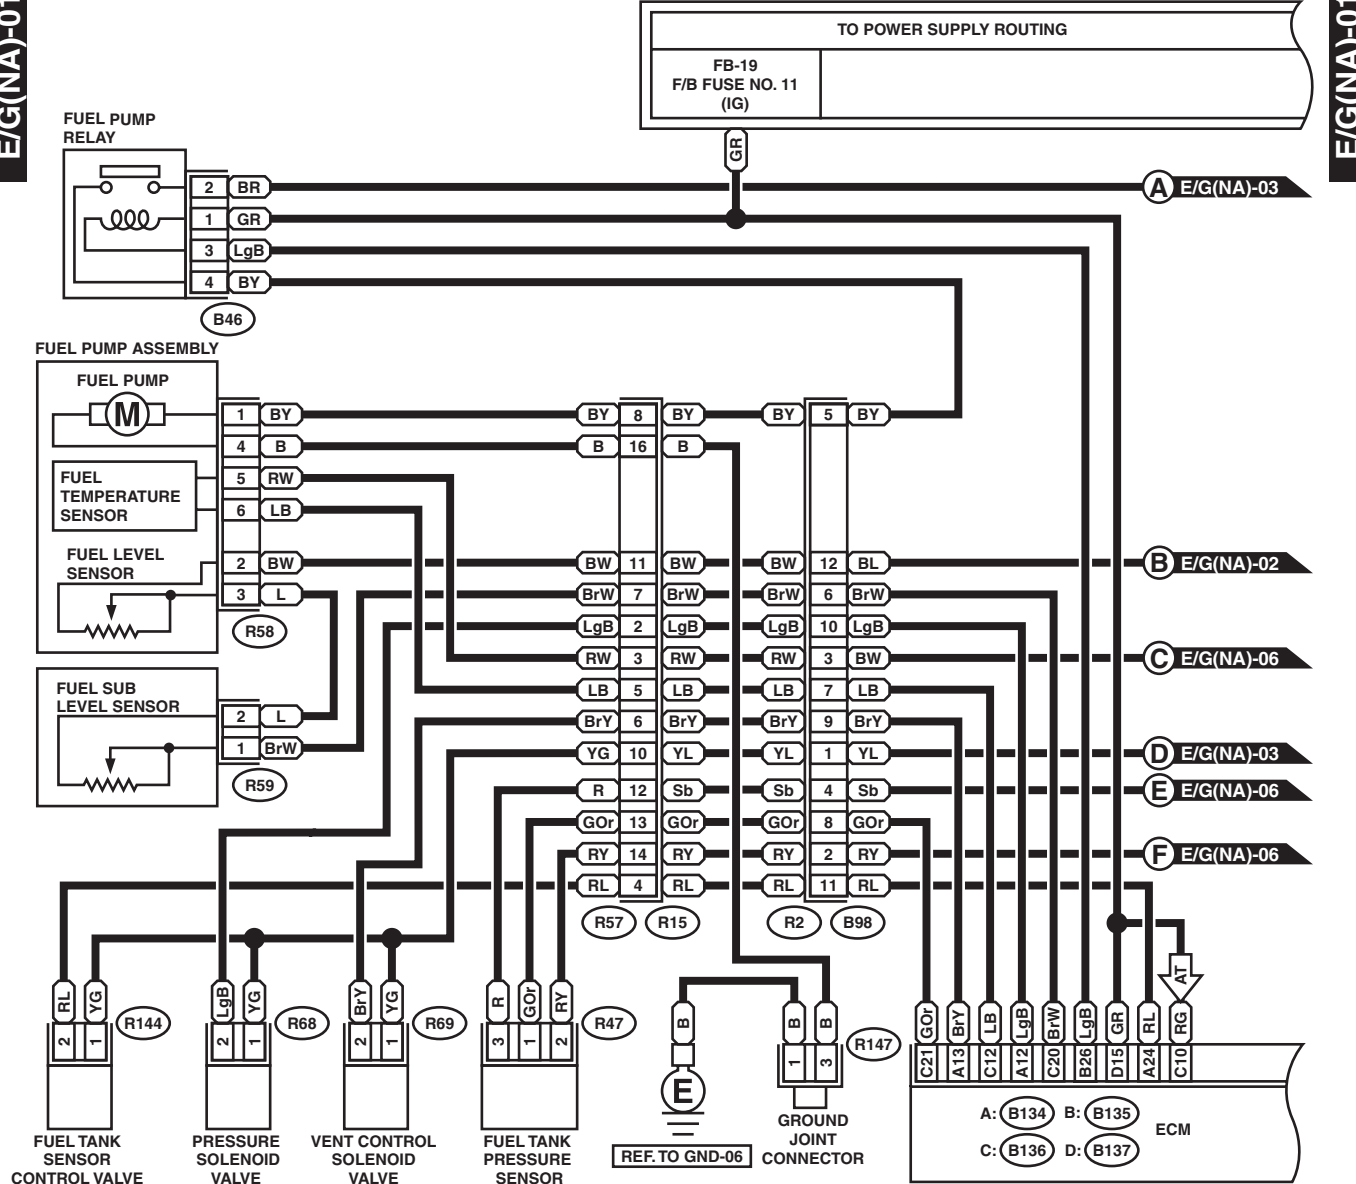 E/G(NA)-01
E/G(NA)-01
TO POWER SUPPLY ROUTING
FB-19
F/B FUSE NO. 11
(IG)
GR
FUEL PUMP
RELAY
2 BR
A E/G(NA)-03
1 GR
3 LgB
4 BY
B46
FUEL PUMP ASSEMBLY
FUEL PUMP
M
1 BY BY 8 BY BY 5 BY
4 B B 16 B
FUEL
TEMPERATURE
SENSOR
5 RW
6 LB
FUEL LEVEL
SENSOR
2 BW BW 11 BW BW 12 BL B E/G(NA)-02
3 L BrW 7 BrW BrW 6 BrW
R58
LgB 2 LgB LgB 10 LgB
RW 3 RW RW 3 BW C E/G(NA)-06
FUEL SUB
LEVEL SENSOR
LB 5 LB LB 7 LB
2 L BrY 6 BrY BrY 9 BrY
1 BrW YG 10 YL YL 1 YL D E/G(NA)-03
R59
R 12 Sb Sb 4 Sb E E/G(NA)-06
GOr 13 GOr GOr 8 GOr
RY 14 RY RY 2 RY F E/G(NA)-06
RL 4 RL RL 11 RL
R57 R15 R2 B98
AT
RL YG LgB YG BrY YG R GOr RY B B B GOr BrY LB LgB BrW LgB GR RL RG
R144 R68 R69 R47 R147
2 1 2 1 2 1 3 1 2 1 3 C21 A13 C12 A12 C20 B26 D15 A24 C10
E
A: B134 B: B135
C: B136 D: B137
ECM
FUEL TANK
SENSOR
CONTROL VALVE
PRESSURE
SOLENOID
VALVE
VENT CONTROL
SOLENOID
VALVE
FUEL TANK
PRESSURE
SENSOR
REF. TO GND-06
GROUND
JOINT
CONNECTOR